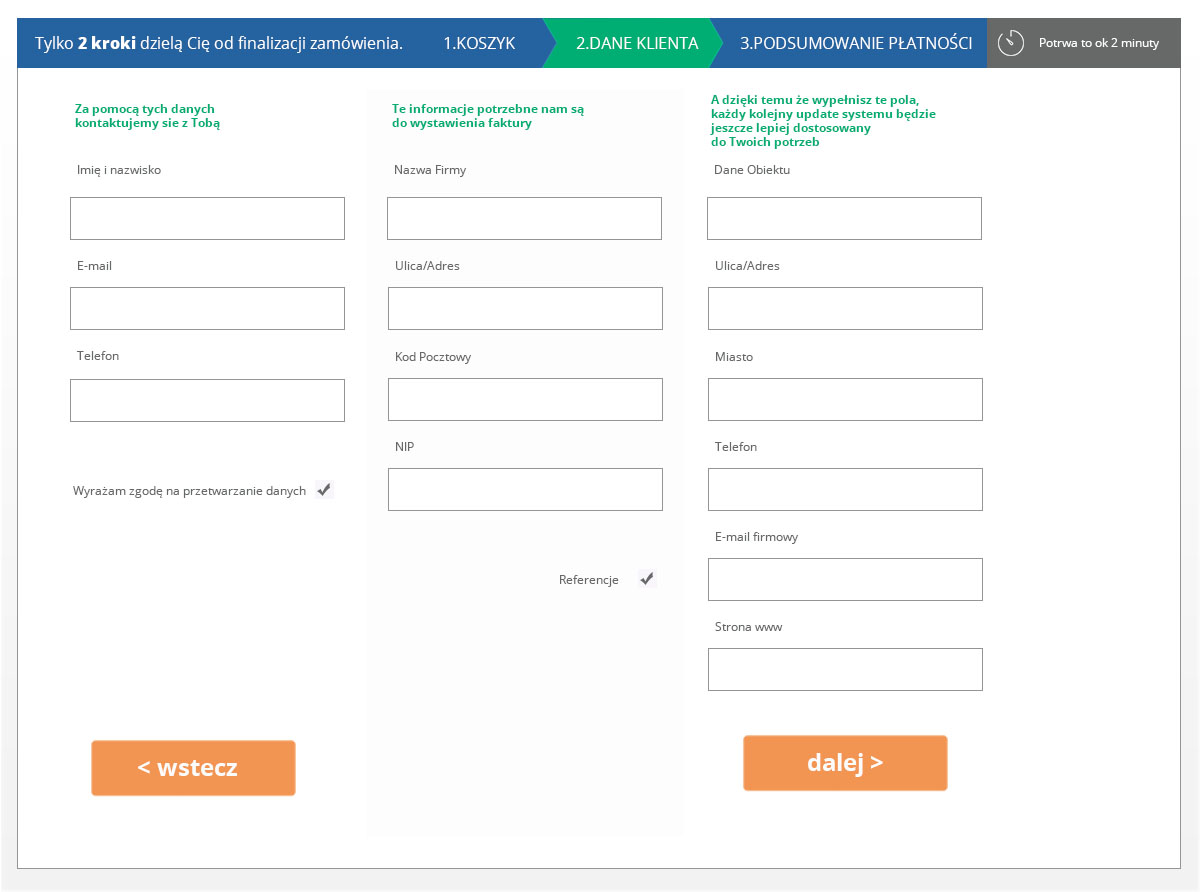 Tylko 2 kroki dzielą Cię od finalizacji zamówienia.
1.KOSZYK
2.DANE KLIENTA
3.PODSUMOWANIE PŁATNOŚCI
Potrwa to ok 2 minuty
Za pomocą tych danych
kontaktujemy sie z Tobą
Imię i nazwisko
E-mail
Telefon
Wyrażam zgodę na przetwarzanie danych
Te informacje potrzebne nam są
do wystawienia faktury
Nazwa Firmy
Ulica/Adres
Kod Pocztowy
NIP
Referencje
A dzięki temu że wypełnisz te pola,
każdy kolejny update systemu będzie
jeszcze lepiej dostosowany
do Twoich potrzeb
Dane Obiektu
Ulica/Adres
Miasto
Telefon
E-mail firmowy
Strona www
< wstecz
dalej >